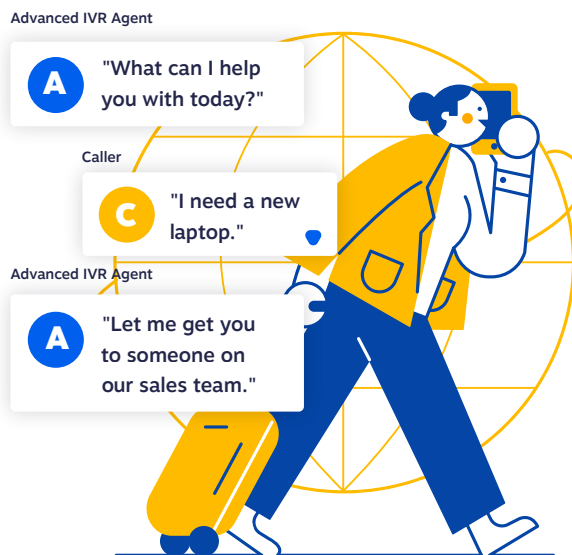 Advanced IVR Agent
A
"What can I help
you with today?"
Caller
C
"I need a new
laptop."
Advanced IVR Agent
A
"Let me get you
to someone on
our sales team."